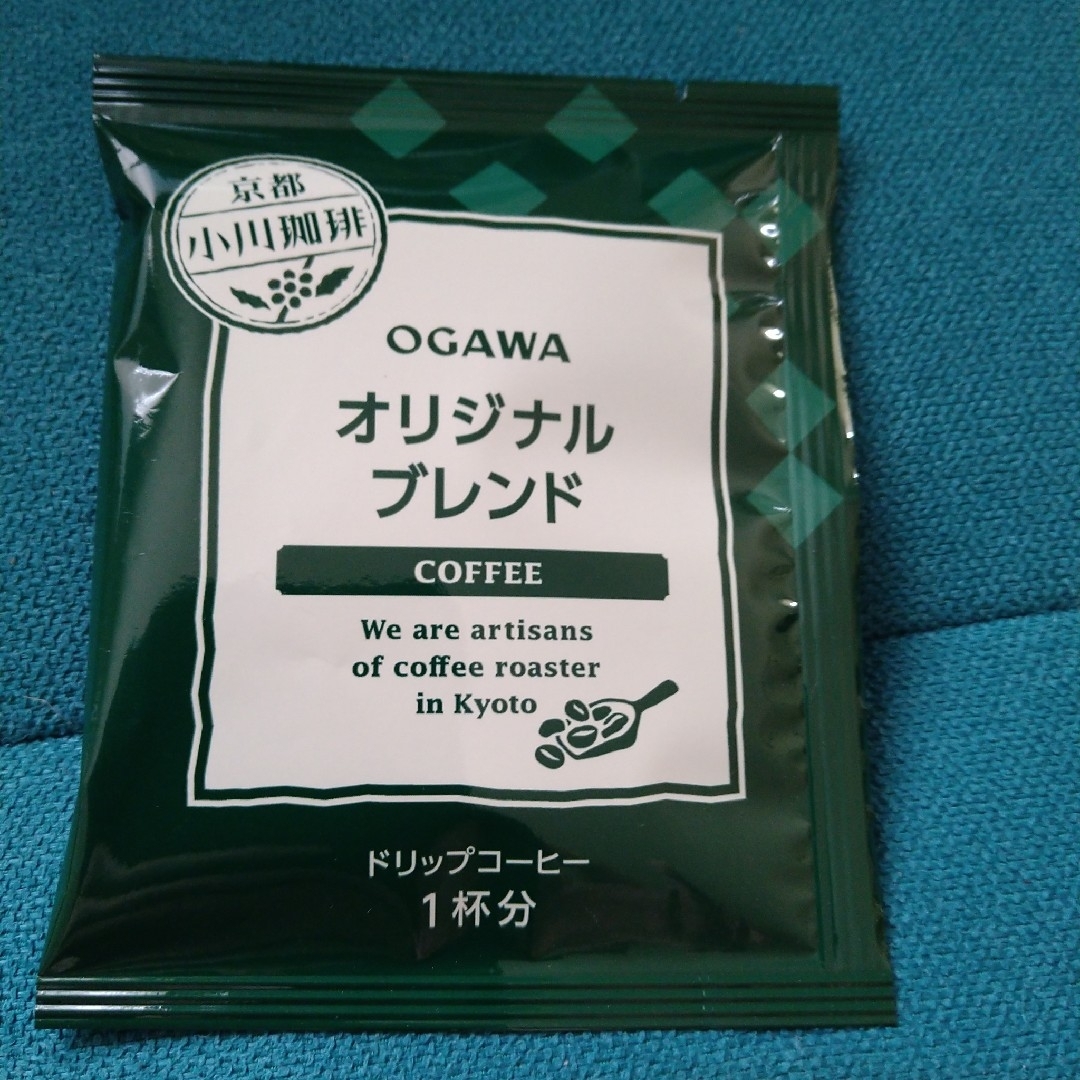 京都
小川珈琲
OGAWA
オリジナル
ブレンド
COFFEE
We are artisans
of coffee roaster
in Kyoto
ドリップコーヒー
1杯分